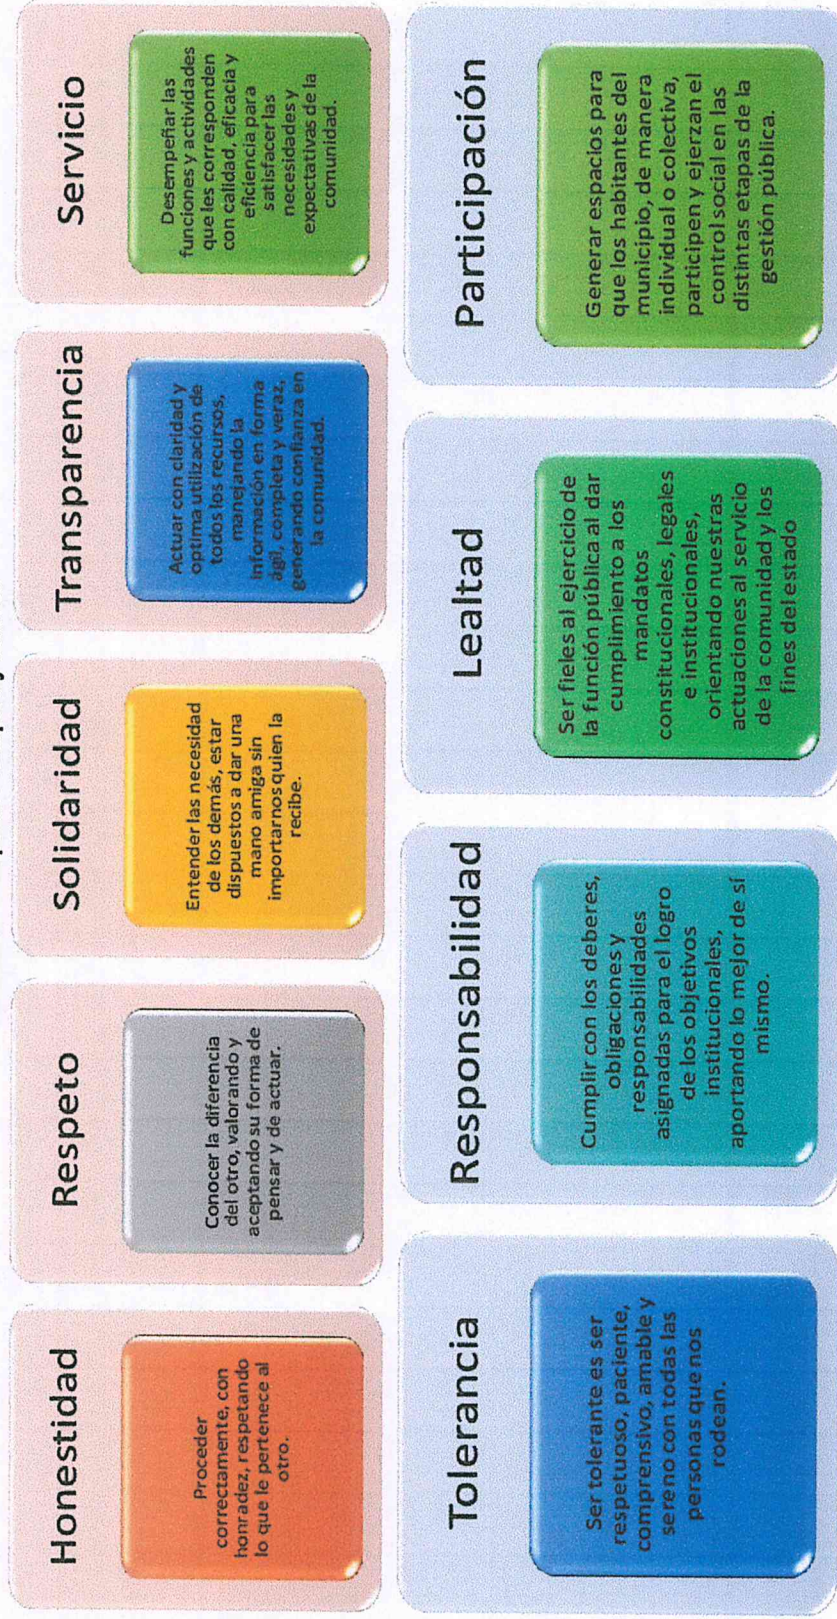 Honestidad
Proceder
correctamente, con
honradez, respetando
lo que le pertenece al
otro.
Respeto
Conocer la diferencia
del otro, valorando y
aceptando su forma de
pensar y de actuar.
Solidaridad
Entender las necesidad
de los demás, estar
dispuestos a dar una
mano amiga sin
importarnos quien la
recibe.
Transparencia
Actuar con claridad y
optima utilización de
todos los recursos,
manejando la
Información en forma
ágil, completa y veraz,
generando confianza en
la comunidad.
Servicio
Desempeñar las
funciones y actividades
que les corresponden
con calidad, eficacia y
eficiencia para
satisfacer las
necesidades y
expectativas de la
comunidad.
Tolerancia
Ser tolerante es ser
respetuoso, paciente,
comprensivo, amable y
sereno con todas las
personas que nos
rodean.
Responsabilidad
Cumplir con los deberes,
obligaciones y
responsabilidades
asignadas para el logro
de los objetivos
institucionales,
aportando lo mejor de sí
mismo.
Lealtad
Ser fieles al ejercicio de
la función pública al dar
cumplimiento a los
mandatos
constitucionales, legales
e institucionales,
orientando nuestras
actuaciones al servicio
de la comunidad y los
fines del estado
Participación
Generar espacios para
que los habitantes del
municipio, de manera
individual o colectiva,
participen y ejerzan el
control social en las
distintas etapas de la
gestión pública.